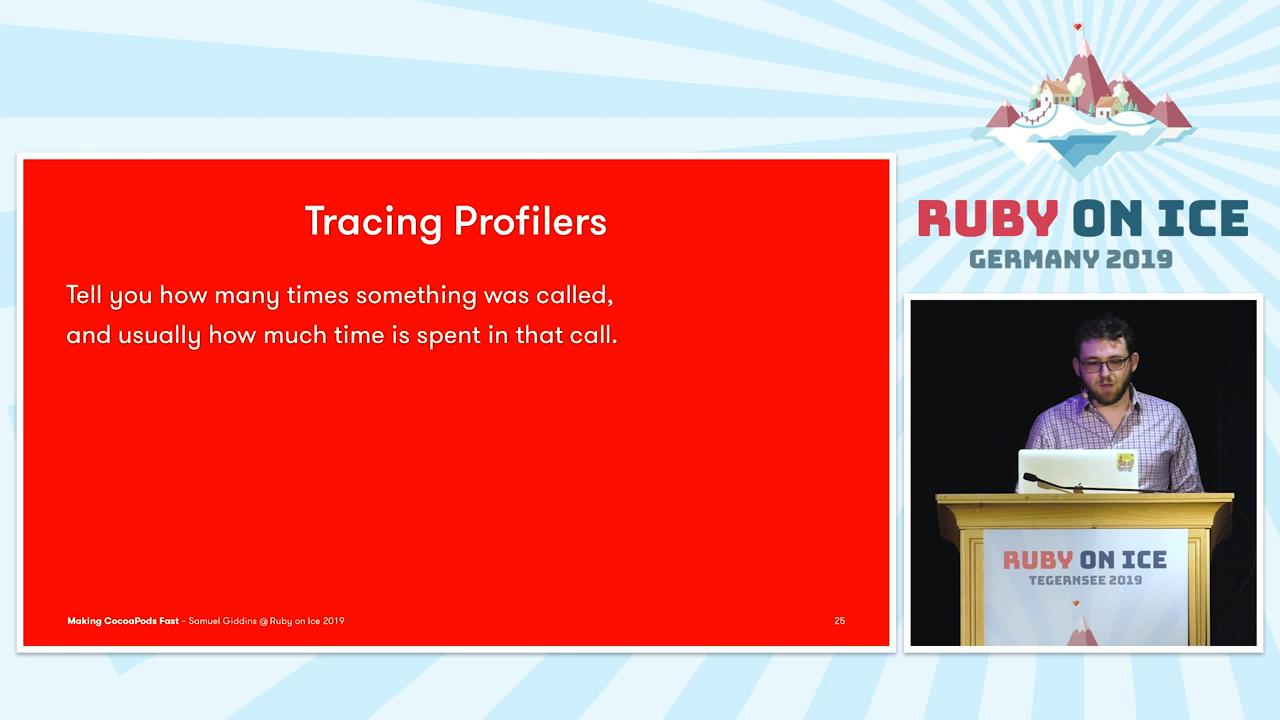 Tracing Profilers
Tell you how many times something was called,
and usually how much time is spent in that call.
Making CocoaPods Fast – Samuel Giddins @ Ruby on Ice 2019
25
RUBY ON ICE
GERMANY 2019
RUBY ON ICE
TEGERNSEE 2019